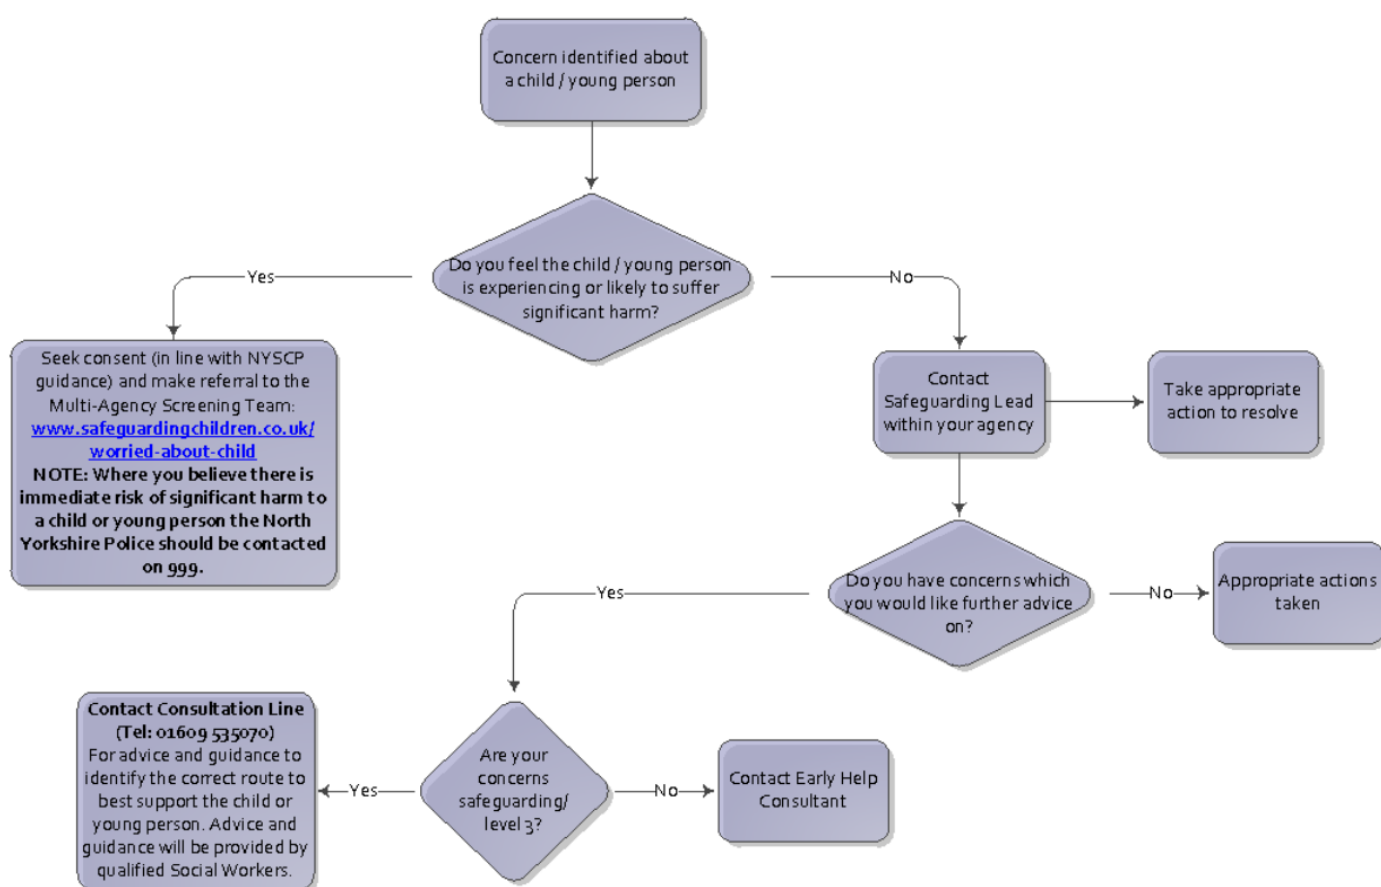 Concern identified about
a child / young person
Do you feel the child / young person
is experiencing or likely to suffer
significant harm?
Yes
No
Seek consent (in line with NYSCP
guidance) and make referral to the
Multi-Agency Screening Team:
www.safeguardingchildren.co.uk/
worried-about-child
NOTE: Where you believe there is
immediate risk of significant harm to
a child or young person the North
Yorkshire Police should be contacted
on 999.
Contact
Safeguarding Lead
within your agency
Take appropriate
action to resolve
Do you have concerns which
you would like further advice
on?
Yes
No
Appropriate actions
taken
Are your
concerns
safeguarding/
level 3?
Yes
No
Contact Consultation Line
(Tel: 01609 535070)
For advice and guidance to
identify the correct route to
best support the child or
young person. Advice and
guidance will be provided by
qualified Social Workers.
Contact Early Help
Consultant